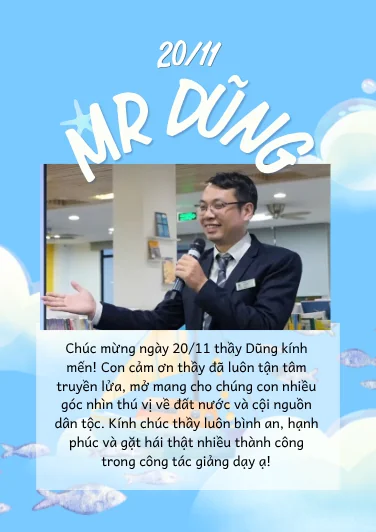 20/11
MR DŨNG
Chúc mừng ngày 20/11 thầy Dũng kính
mến! Con cảm ơn thầy đã luôn tận tâm
truyền lửa, mở mang cho chúng con nhiều
góc nhìn thú vị về đất nước và cội nguồn
dân tộc. Kính chúc thầy luôn bình an, hạnh
phúc và gặt hái thật nhiều thành công
trong công tác giảng dạy ạ!